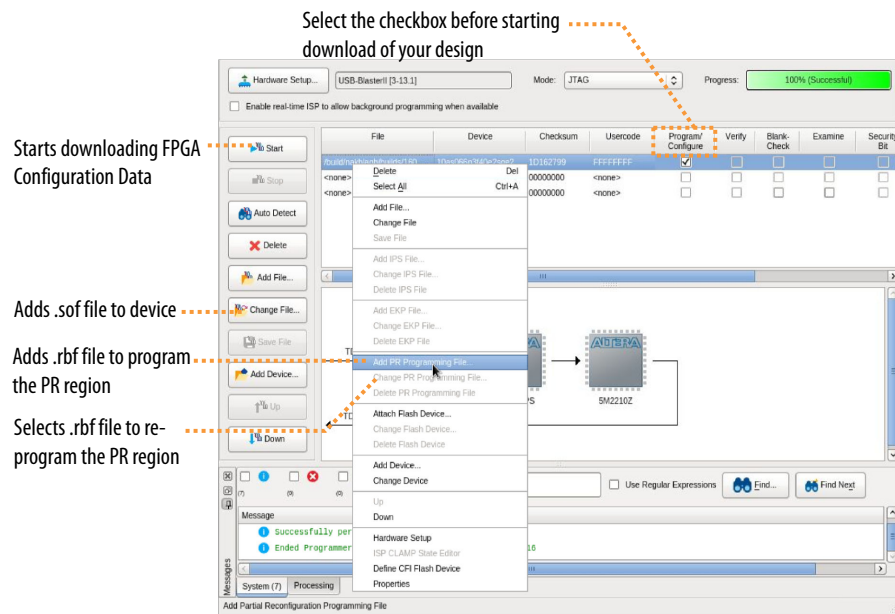 Select the checkbox before starting
download of your design
Hardware Setup...
USB-BlasterII [3-13.1]
Mode:
JTAG
Progress:
100% (Successful)
Enable real-time ISP to allow background programming when available
Starts downloading FPGA
Configuration Data
Adds .sof file to device
Adds .rbf file to program
the PR region
Selects .rbf file to re-
program the PR region
Start
Stop
Auto Detect
Delete
Add File...
Change File...
Save File
Add Device...
Up
Down
File Device Checksum Usercode Program/ Verify Blank- Examine Security
Configure Check Bit
1D162799 FFFFFFFF
<none> 00000000 <none>
<none> 00000000 <none>
Delete Del
Select All Ctrl+A
Add File...
Change File
Save File
Add IPS File...
Change IPS File...
Delete IPS File
Add EKP File...
Change EKP File...
Delete EKP File
Add PR Programming File...
Change PR Programming File...
Delete PR Programming File
Attach Flash Device...
Change Flash Device...
Delete Flash Device
Add Device...
Change Device
Up
Down
Hardware Setup
ISP CLAMP State Editor
Define CFI Flash Device
Properties
ALTERA
5M2210Z
(7) (9) (0)
Use Regular Expressions
Find...
Find Next
Message
Successfully per
Ended Programmer 16
Messages
System (7) Processing
Add Partial Reconfiguration Programming File